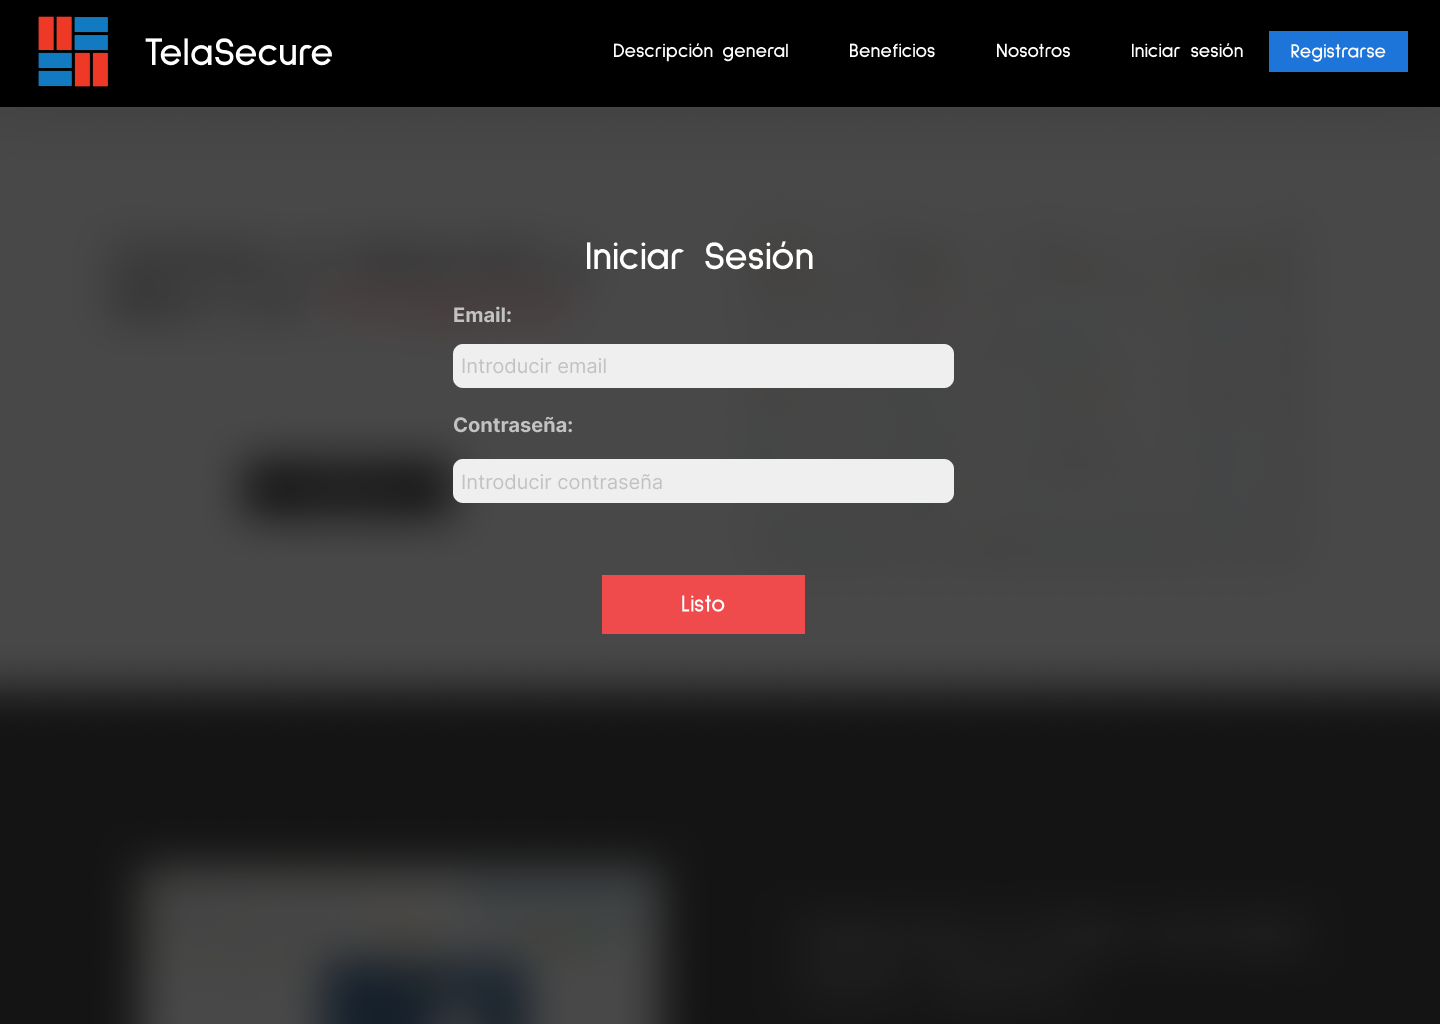 TelaSecure
Descripción general
Beneficios
Nosotros
Iniciar sesión
Registrarse
Iniciar Sesión
Email:
Introducir email
Contraseña:
Introducir contraseña
Listo